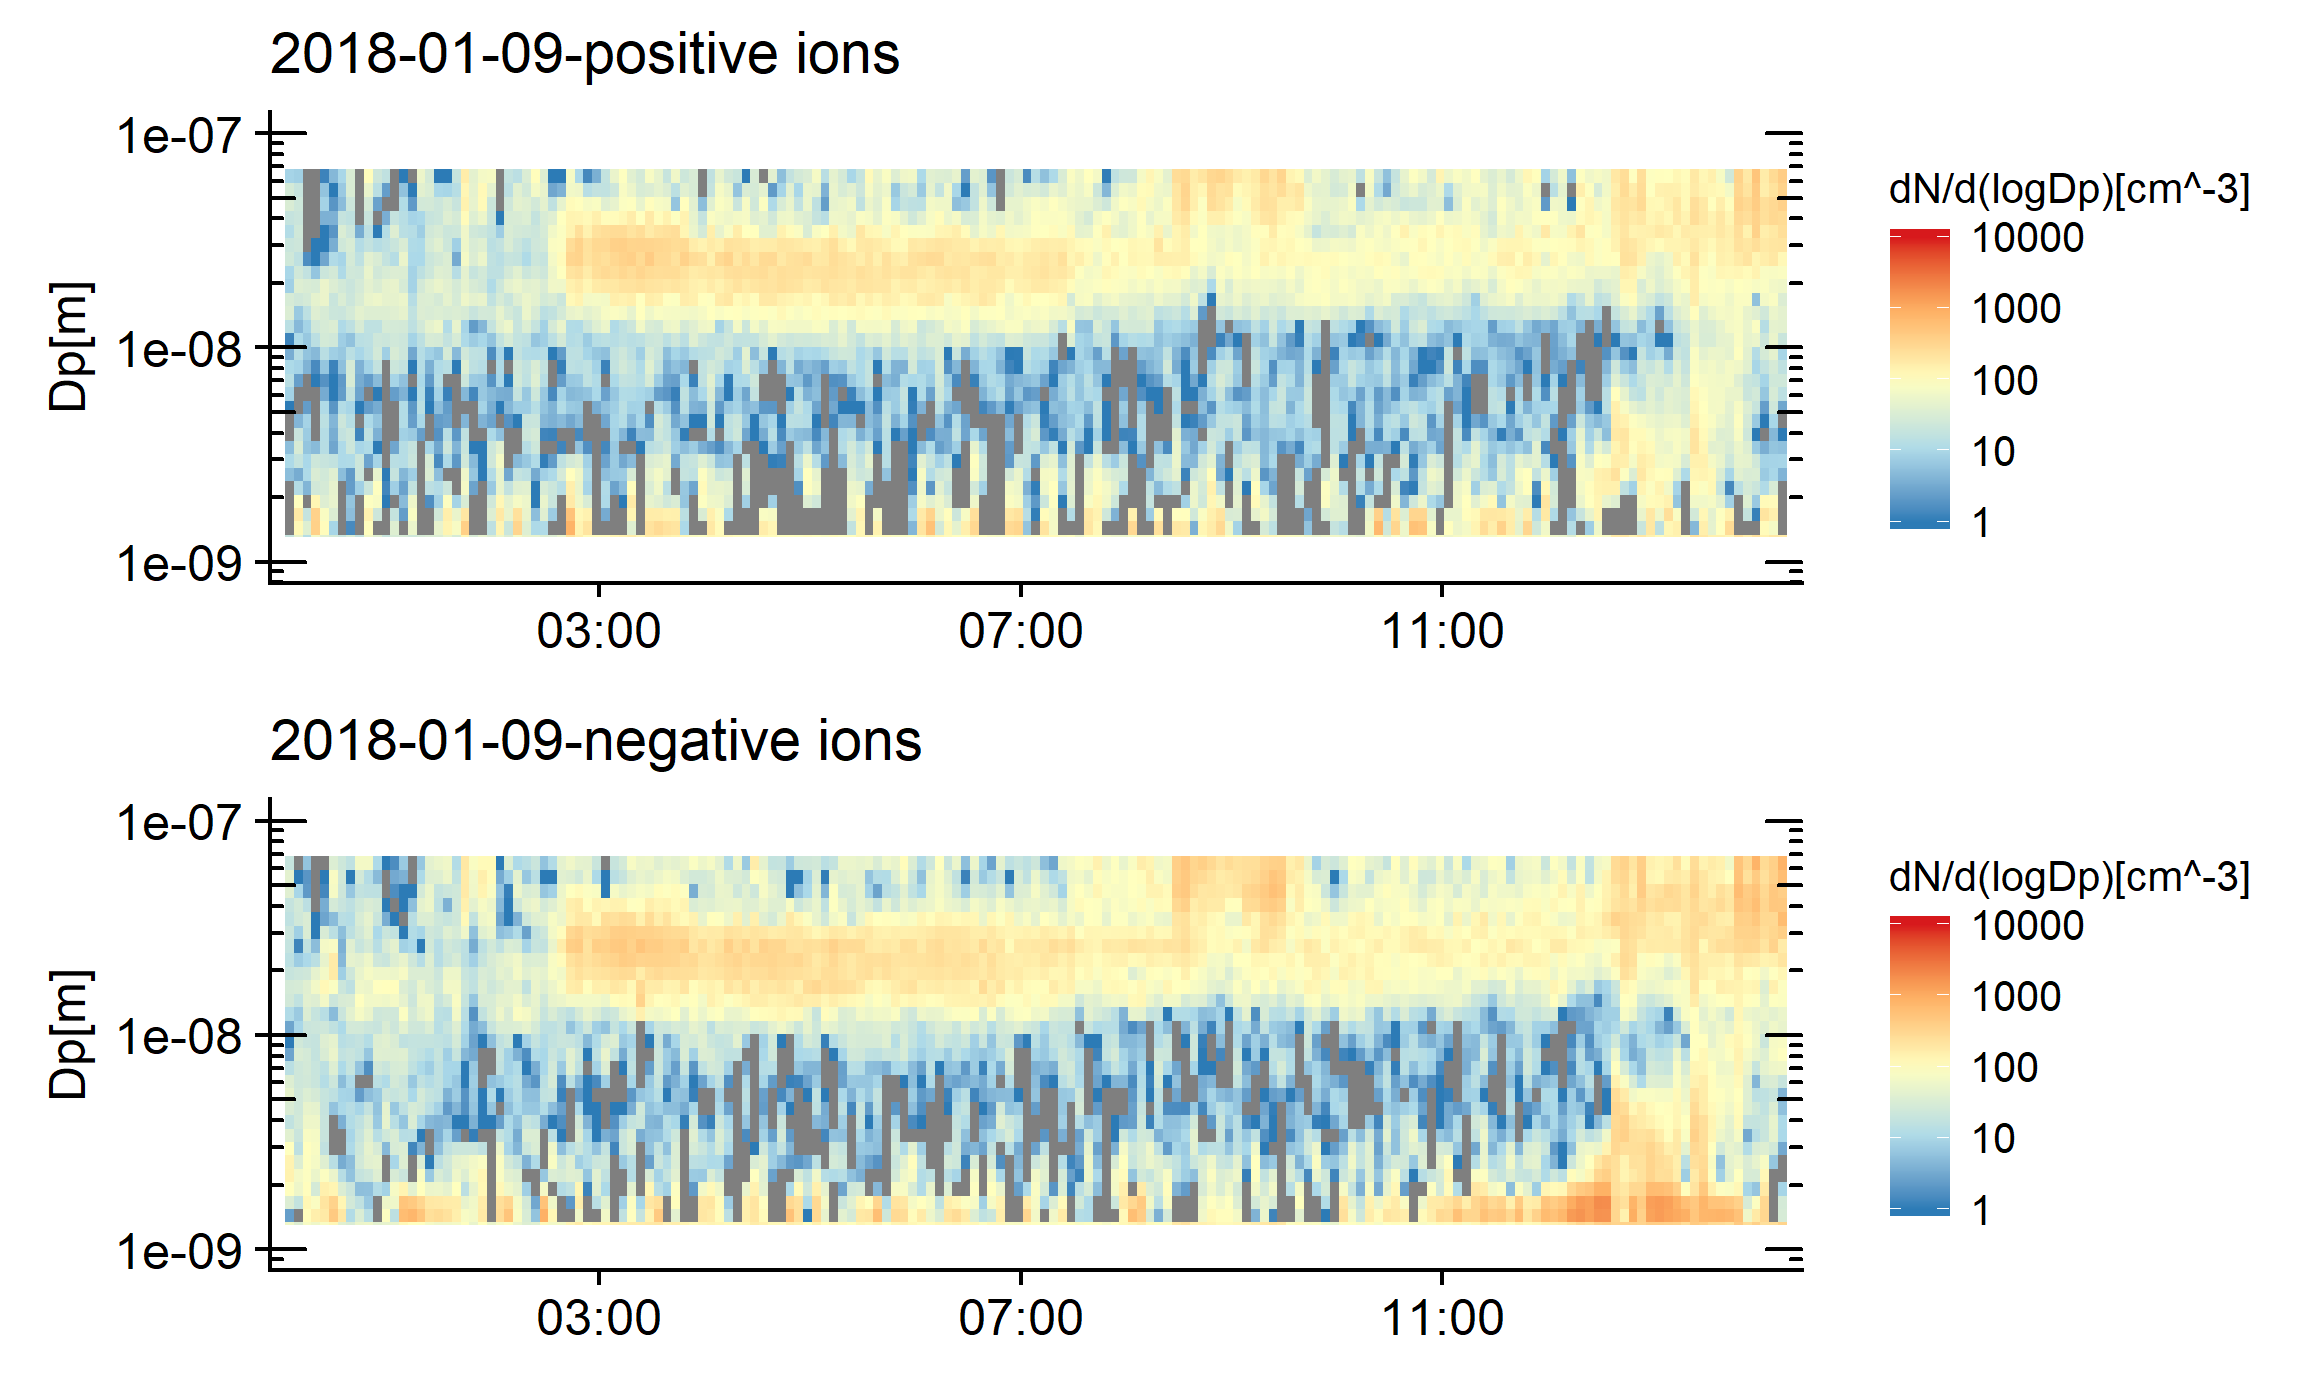 2018-01-09-positive ions
1e-07
1e-08
1e-09
Dp[m]
03:00
07:00
11:00
dN/d(logDp)[cm^-3]
10000
1000
100
10
1
2018-01-09-negative ions
1e-07
1e-08
1e-09
Dp[m]
03:00
07:00
11:00
dN/d(logDp)[cm^-3]
10000
1000
100
10
1